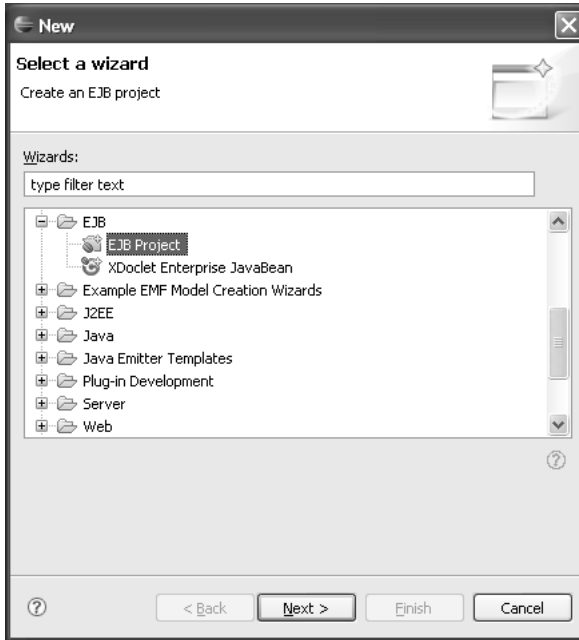 New
Select a wizard
Create an EJB project
Wizards:
type filter text
EJB
EJB Project
XDoclet Enterprise JavaBean
Example EMF Model Creation Wizards
J2EE
Java
Java Emitter Templates
Plug-in Development
Server
Web
< Back Next > Finish Cancel